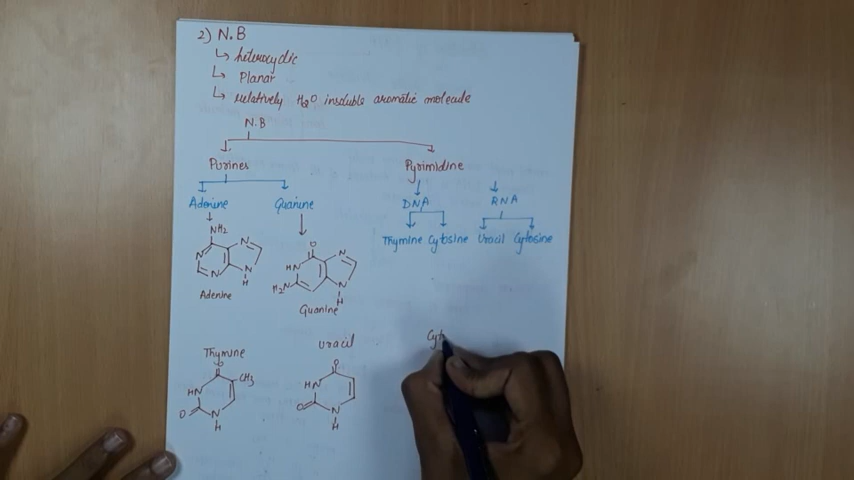 2) N.B
↳ heterocyclic
↳ Planar
↳ relatively H2O insoluble aromatic molecule
N.B
Purines Pyrimidine
Adenine Guanine DNA RNA
Thymine Cytosine Uracil Cytosine
NH2
N N
N N
H
Adenine
O
HN N
H2N N N
H
Guanine
Thymine Uracil Cyt
O O
HN CH3 HN
O N O N
H H